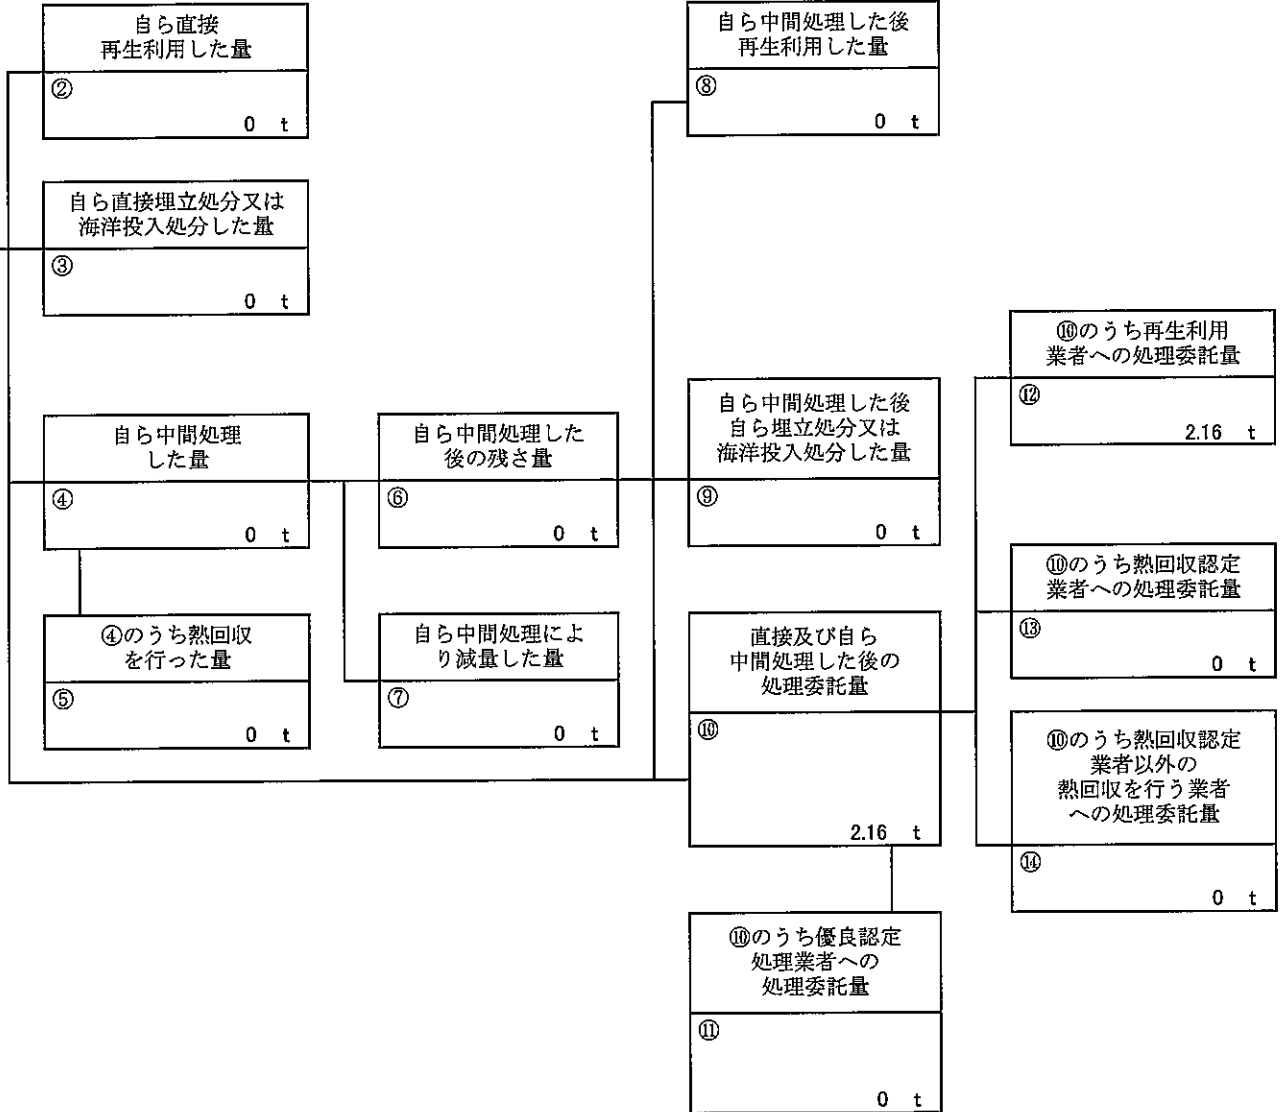 自ら直接
再生利用した量
②
0 t
自ら直接埋立処分又は
海洋投入処分した量
③
0 t
自ら中間処理
した量
④
0 t
④のうち熱回収
を行った量
⑤
0 t
自ら中間処理した
後の残さ量
⑥
0 t
自ら中間処理によ
り減量した量
⑦
0 t
自ら中間処理した後
再生利用した量
⑧
0 t
自ら中間処理した後
自ら埋立処分又は
海洋投入処分した量
⑨
0 t
直接及び自ら
中間処理した後の
処理委託量
⑩
2.16 t
⑩のうち優良認定
処理業者への
処理委託量
⑪
0 t
⑩のうち再生利用
業者への処理委託量
⑫
2.16 t
⑩のうち熱回収認定
業者への処理委託量
⑬
0 t
⑩のうち熱回収認定
業者以外の
熱回収を行う業者
への処理委託量
⑭
0 t